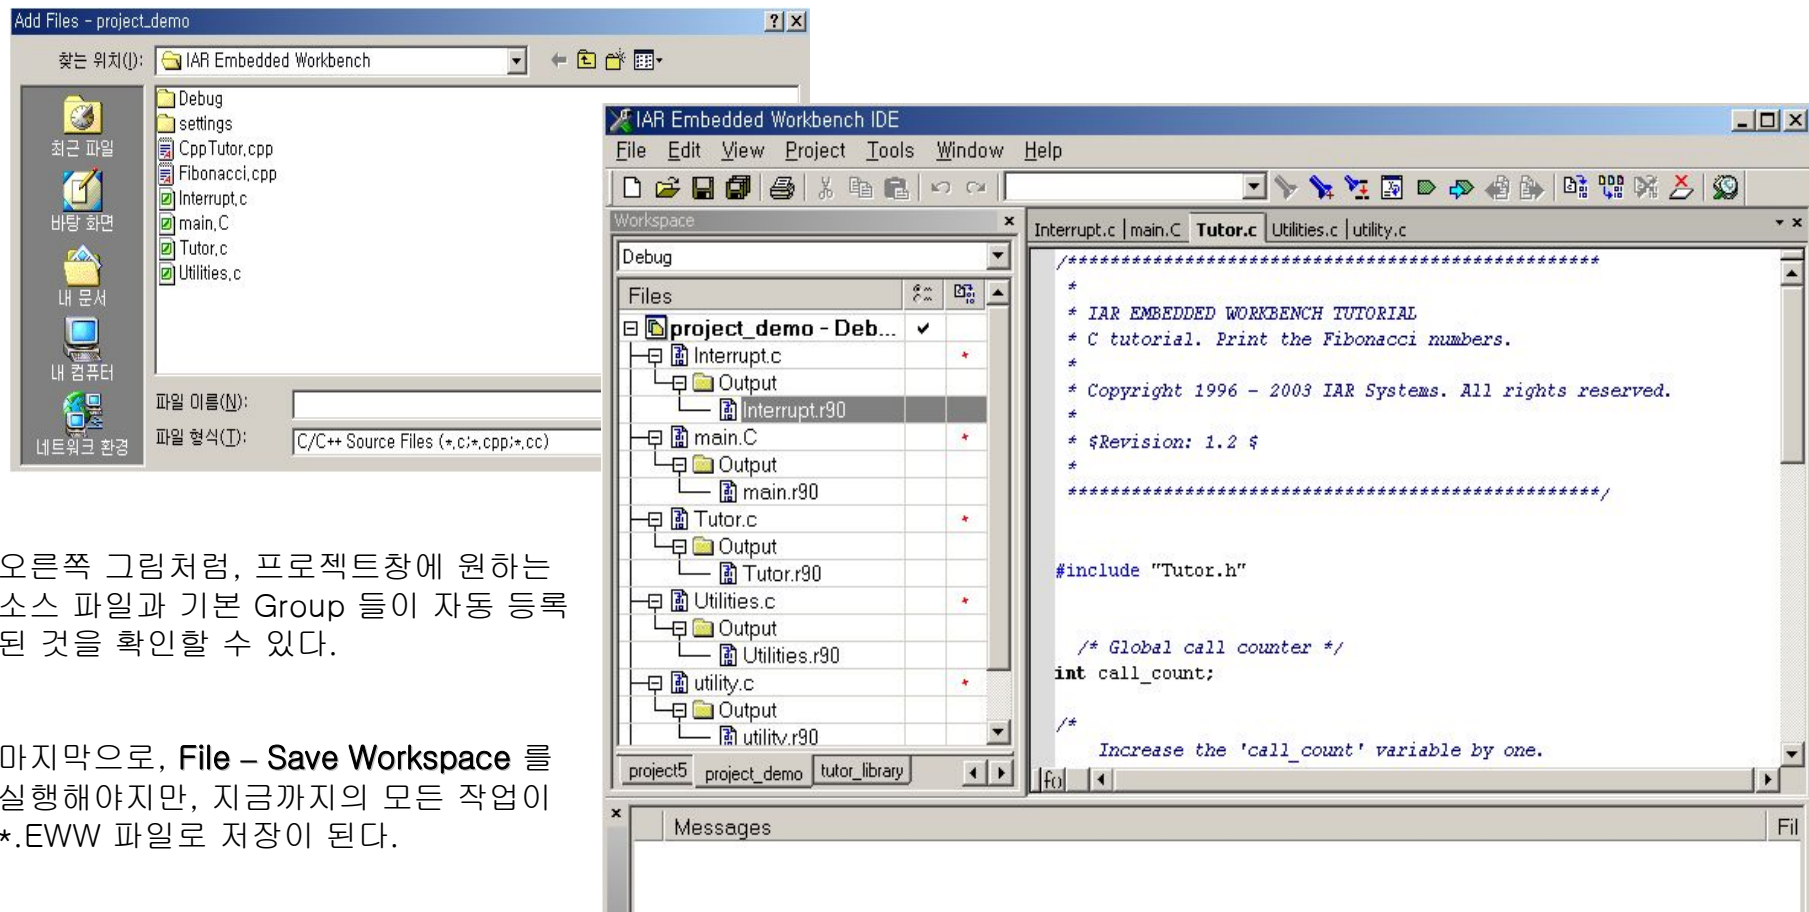 Add Files - project_demo
찾는 위치(I):
IAR Embedded Workbench
최근 파일
바탕 화면
내 문서
내 컴퓨터
네트워크 환경
Debug
settings
CppTutor.cpp
Fibonacci.cpp
Interrupt.c
main.C
Tutor.c
Utilities.c
파일 이름(N):
파일 형식(T):
C/C++ Source Files (*.c;*.cpp;*.cc)
오른쪽 그림처럼, 프로젝트창에 원하는
소스 파일과 기본 Group 들이 자동 등록
된 것을 확인할 수 있다.
마지막으로, File – Save Workspace 를
실행해야지만, 지금까지의 모든 작업이
*.EWW 파일로 저장이 된다.
IAR Embedded Workbench IDE
File Edit View Project Tools Window Help
Workspace
Debug
Files
project_demo - Deb...
Interrupt.c
Output
Interrupt.r90
main.C
Output
main.r90
Tutor.c
Output
Tutor.r90
Utilities.c
Output
Utilities.r90
utility.c
Output
utility.r90
project5 project_demo tutor_library
Interrupt.c | main.C Tutor.c Utilities.c | utility.c
/**************************************************
*
* IAR EMBEDDED WORKBENCH TUTORIAL
* C tutorial. Print the Fibonacci numbers.
*
* Copyright 1996 - 2003 IAR Systems. All rights reserved.
*
* $Revision: 1.2 $
*
**************************************************/
#include "Tutor.h"
/* Global call counter */
int call_count;
/*
Increase the 'call_count' variable by one.
f()
Messages
Fil